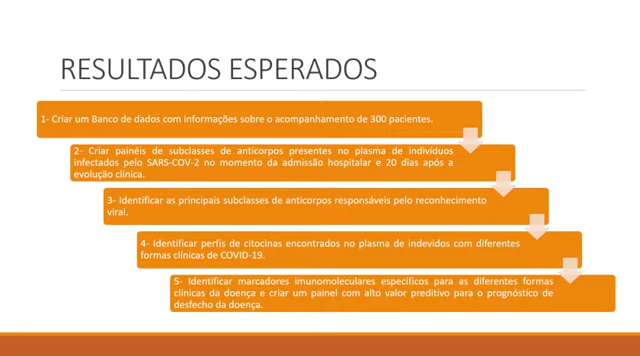 RESULTADOS ESPERADOS
1- Criar um Banco de dados com informações sobre o acompanhamento de 300 pacientes.
2- Criar painéis de subclasses de anticorpos presentes no plasma de indivíduos
infectados pelo SARS-COV-2 no momento da admissão hospitalar e 20 dias após a
evolução clínica.
3- Identificar as principais subclasses de anticorpos responsáveis pelo reconhecimento
viral.
4- Identificar perfis de citocinas encontrados no plasma de indevidos com diferentes
formas clínicas de COVID-19.
5- Identificar marcadores imunomoleculares específicos para as diferentes formas
clínicas da doença e criar um painel com alto valor preditivo para o prognóstico de
desfecho da doença.